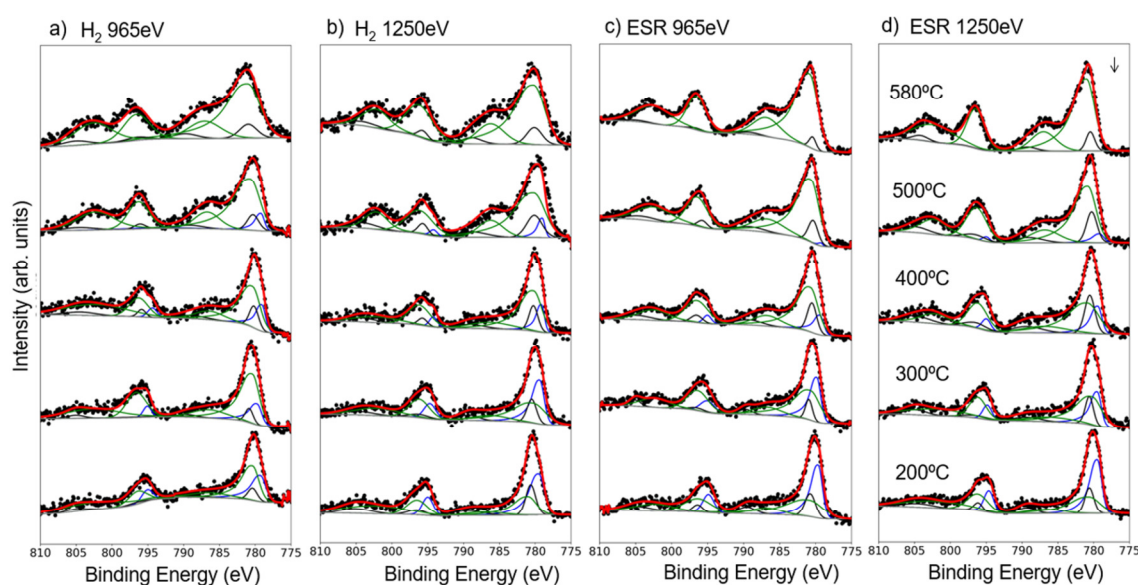 a) H₂ 965eV
b) H₂ 1250eV
c) ESR 965eV
d) ESR 1250eV
Intensity (arb. units)
580ºC
500ºC
400ºC
300ºC
200ºC
810 805 800 795 790 785 780 775
810 805 800 795 790 785 780 775
810 805 800 795 790 785 780 775
810 805 800 795 790 785 780 775
Binding Energy (eV)
Binding Energy (eV)
Binding Energy (eV)
Binding Energy (eV)